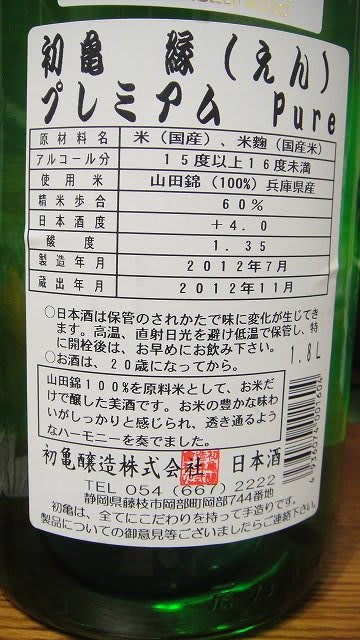 初亀 縁(えん)
プレミアム Pure
原材料名 米(国産)、米麹(国産米)
アルコール分 15度以上16度未満
使用米 山田錦(100%)兵庫県産
精米歩合 60%
日本酒度 +4.0
酸度 1.35
製造年月 2012年7月
蔵出年月 2012年11月
○日本酒は保管のされかたで味に変化が生じてき
ます。高温、直射日光を避け低温で保管し、特
に開栓後は、お早めにお飲み下さい。
○お酒は、20歳になってから。
1.8L
山田錦100%を原料米として、お米だ
けで醸した美酒です。お米の豊かな味わ
いがしっかりと感じられ、透き通るよう
なハーモニーを奏でました。
初亀醸造株式会社 日本酒
TEL 054(667)2222
静岡県藤枝市岡部町岡部744番地
初亀は、全てにこだわりを持って手造りです。
製品についての御意見等ございましたらご連絡下さい。
4936074001604